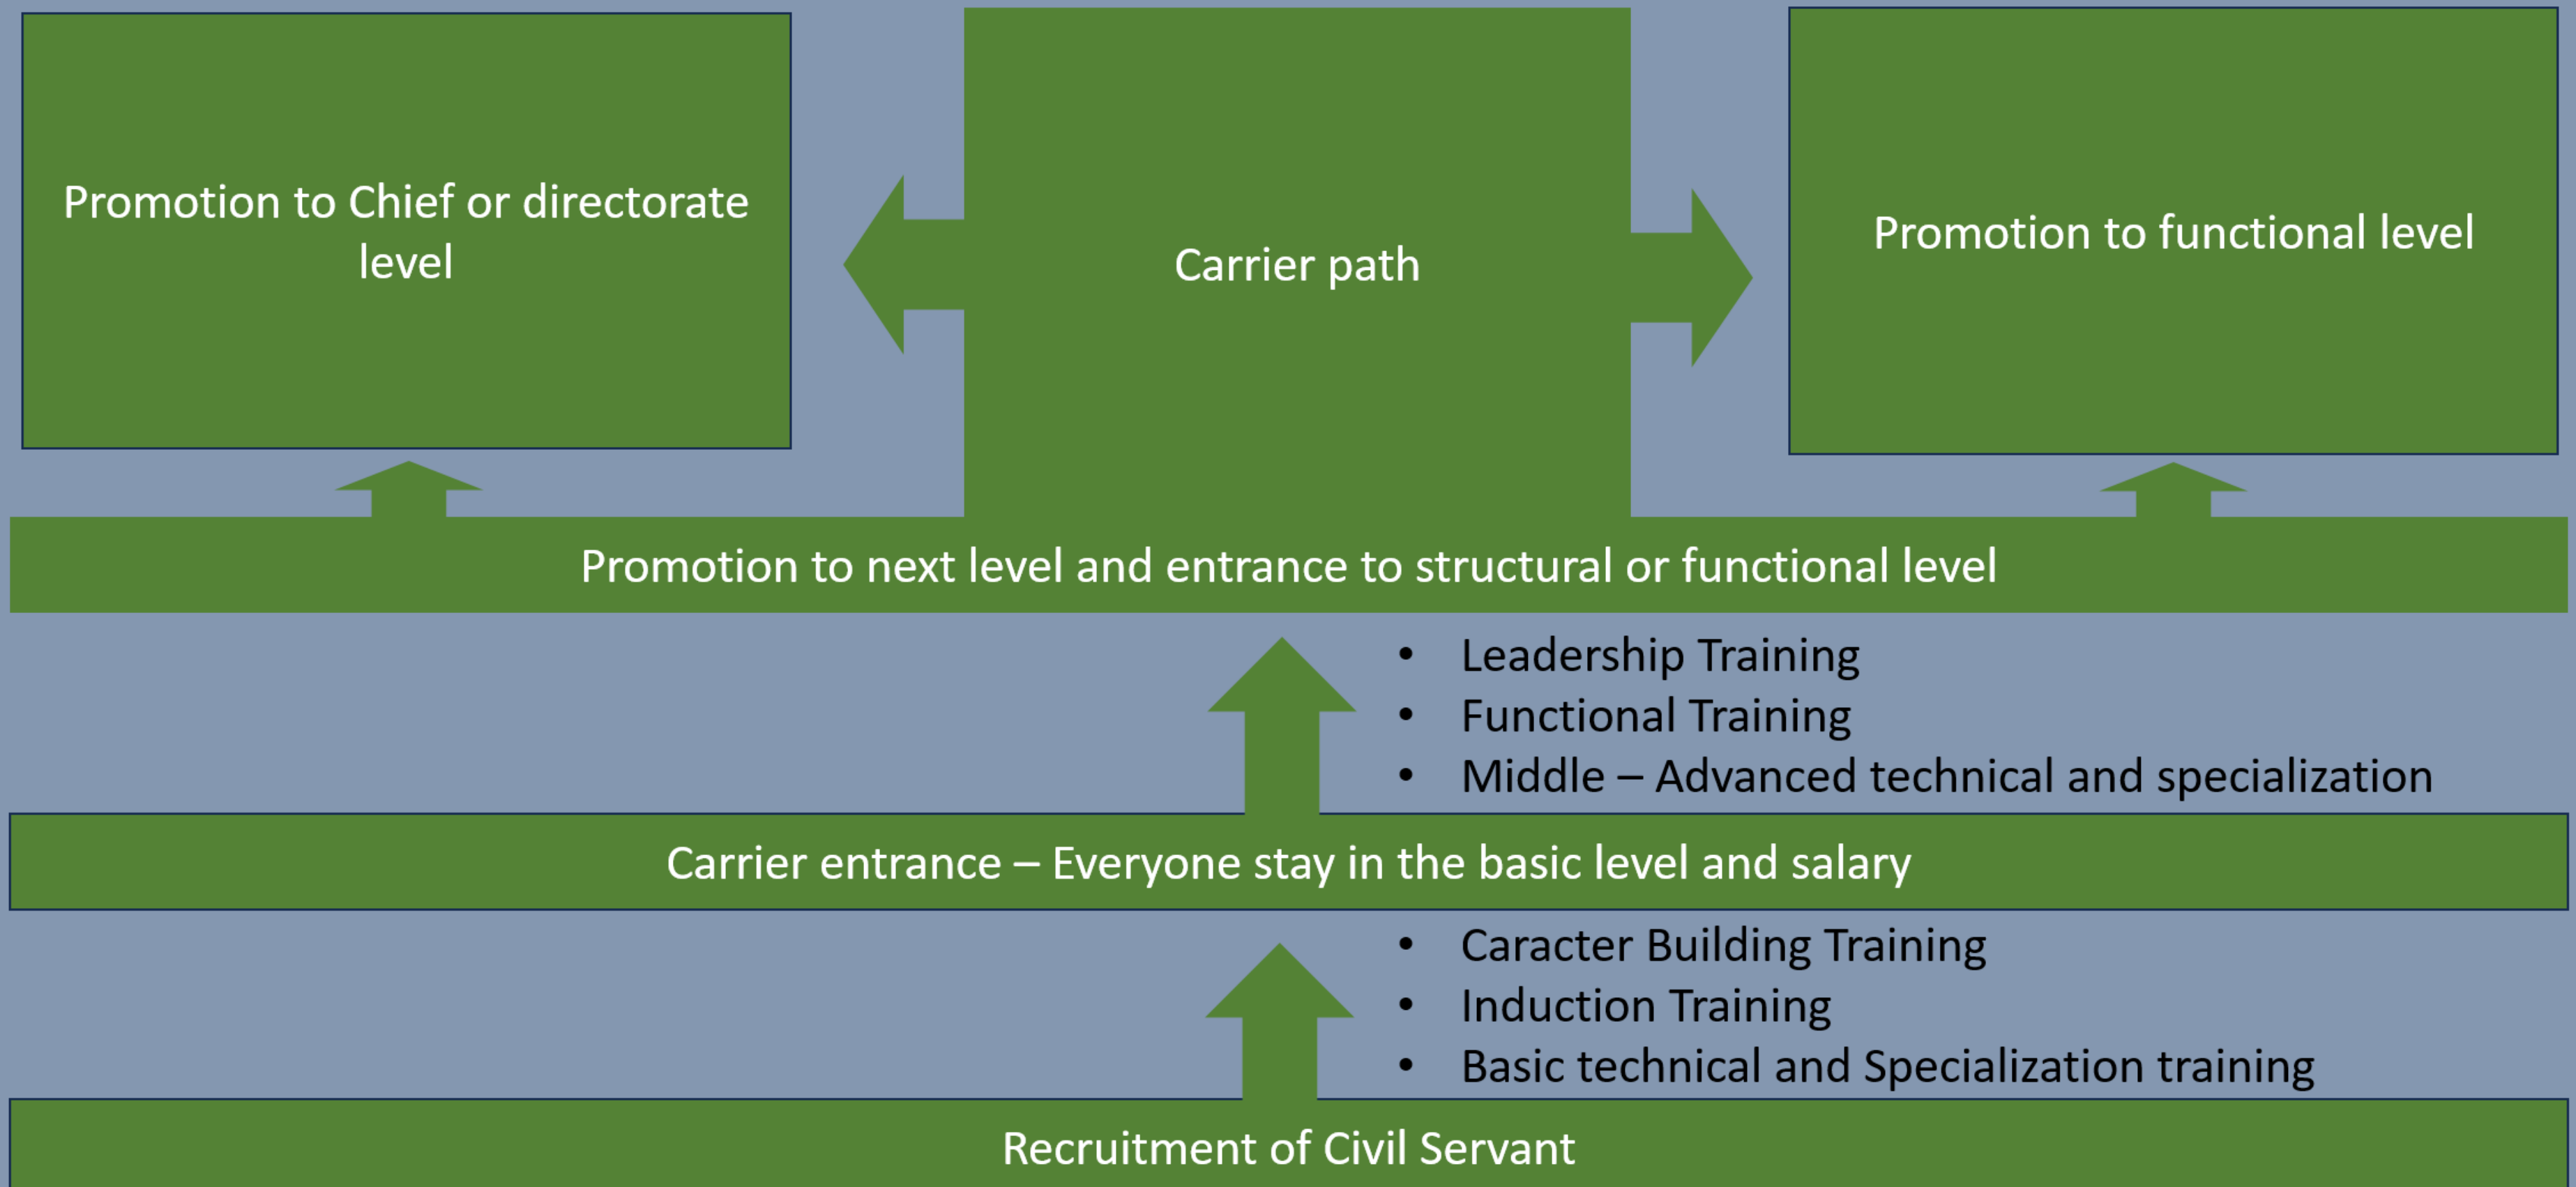 Promotion to Chief or directorate
level
Carrier path
Promotion to functional level
Promotion to next level and entrance to structural or functional level
• Leadership Training
• Functional Training
• Middle – Advanced technical and specialization
Carrier entrance – Everyone stay in the basic level and salary
• Caracter Building Training
• Induction Training
• Basic technical and Specialization training
Recruitment of Civil Servant